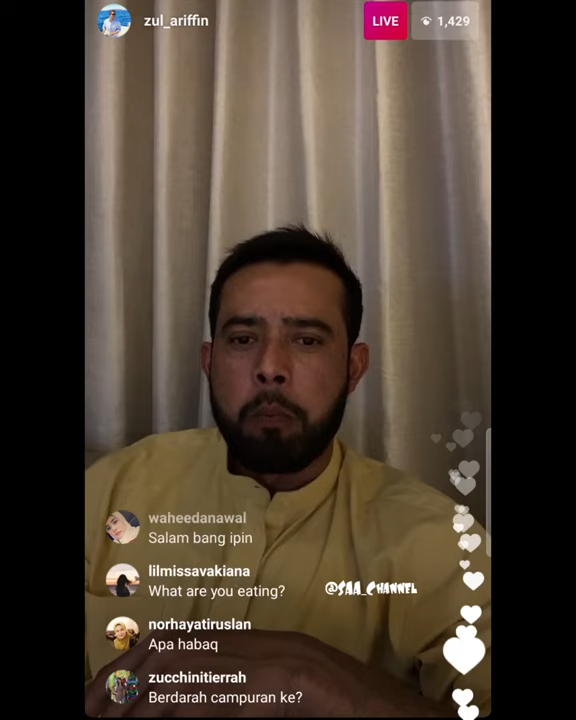 zul_ariffin
LIVE
1,429
waheedanawal
Salam bang ipin
lilmissavakiana
What are you eating?
@SAA_CHANNEL
norhayatiruslan
Apa habaq
zucchinitierrah
Berdarah campuran ke?